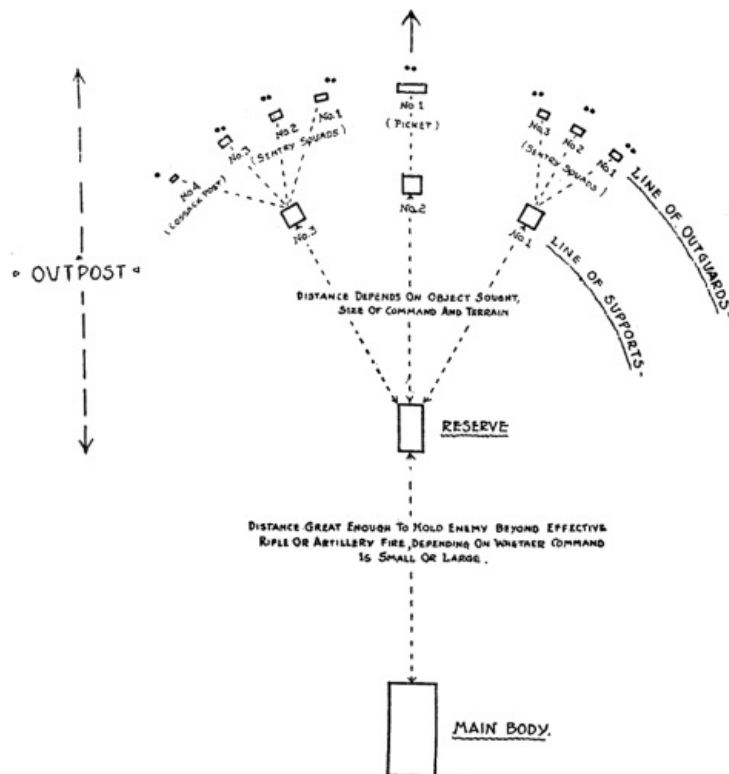 No.1
(PICKET)
No.1
No.2
(SENTRY SQUADS)
No.3
No.4
(COSSACK POST)
No.3
No.2
No.3
No.2
(SENTRY SQUADS)
No.1
No.1
LINE OF OUTGUARDS.
LINE OF SUPPORTS.
OUTPOST
DISTANCE DEPENDS ON OBJECT SOUGHT,
SIZE OF COMMAND AND TERRAIN
RESERVE
DISTANCE GREAT ENOUGH TO HOLD ENEMY BEYOND EFFECTIVE
RIFLE OR ARTILLERY FIRE, DEPENDING ON WHETHER COMMAND
IS SMALL OR LARGE.
MAIN BODY.